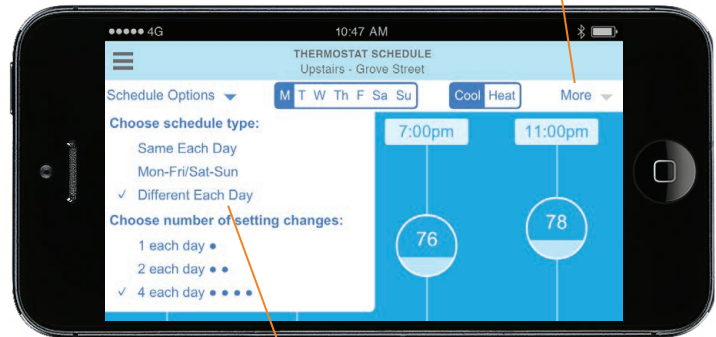 4G 10:47 AM
THERMOSTAT SCHEDULE
Upstairs - Grove Street
Schedule Options M T W Th F Sa Su Cool Heat More
Choose schedule type:
Same Each Day
Mon-Fri/Sat-Sun
✓ Different Each Day
Choose number of setting changes:
1 each day •
2 each day • •
✓ 4 each day • • • •
7:00pm 11:00pm
76 78